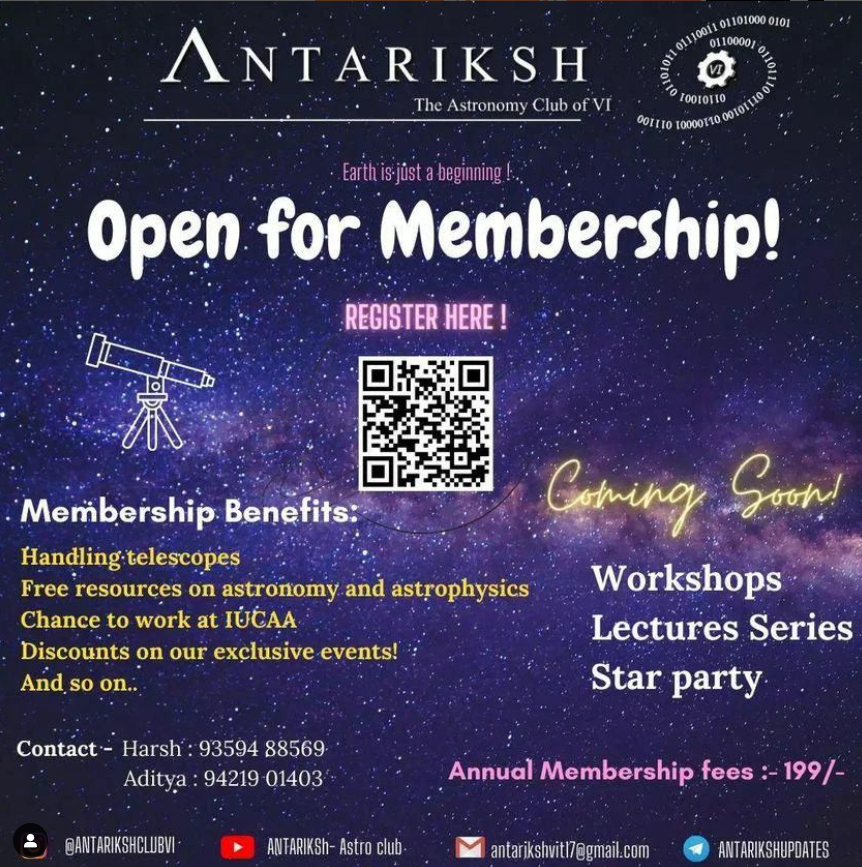 ANTARIKSH
The Astronomy Club of VI
VI
Earth is just a beginning !
Open for Membership!
REGISTER HERE !
Membership Benefits:
Handling telescopes
Free resources on astronomy and astrophysics
Chance to work at IUCAA
Discounts on our exclusive events!
And so on..
Coming Soon!
Workshops
Lectures Series
Star party
Contact - Harsh : 93594 88569
Aditya : 94219 01403
Annual Membership fees :- 199/-
@ANTARIKSHCLUBVI
ANTARIKSh- Astro club
antarikshvit17@gmail.com
ANTARIKSHUPDATES